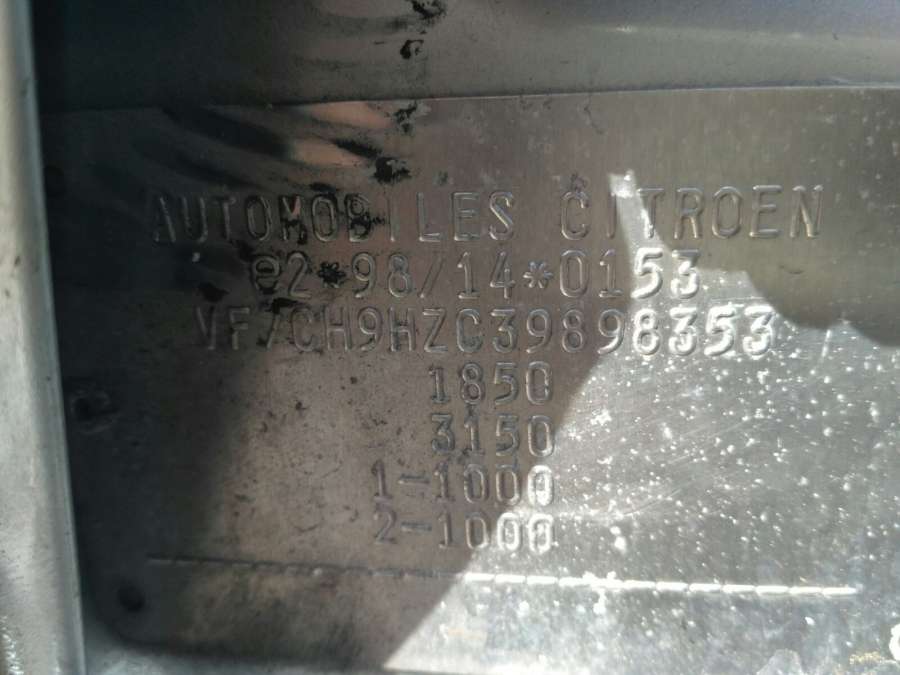 AUTOMOBILES CITROEN
e2*98/14*0153
VF7CH9HZC39898353
1850
3150
1-1000
2-1000